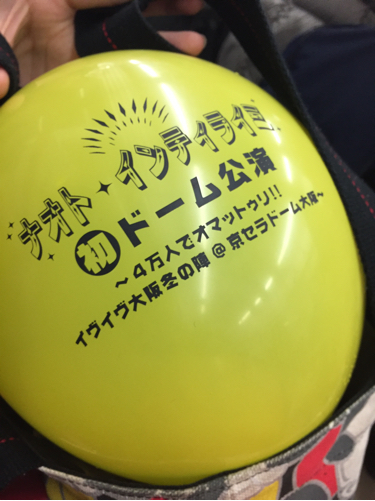 ナオト・インティライミ
初ドーム公演
～4万人でオマットゥリ!!
イヴイヴ大阪冬の陣@京セラドーム大阪～